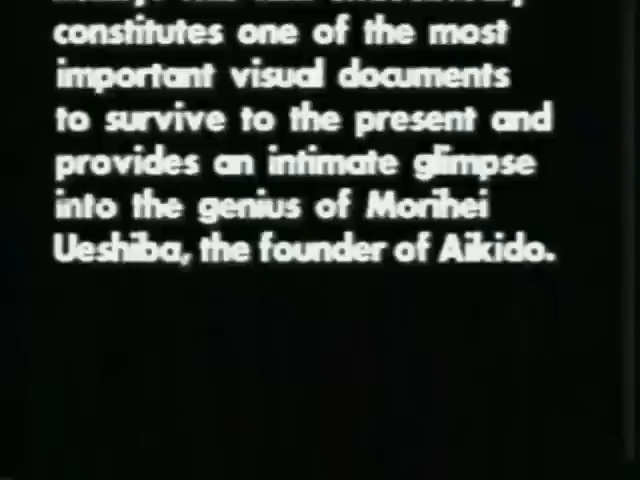 constitutes one of the most
important visual documents
to survive to the present and
provides an intimate glimpse
into the genius of Morihei
Ueshiba, the founder of Aikido.